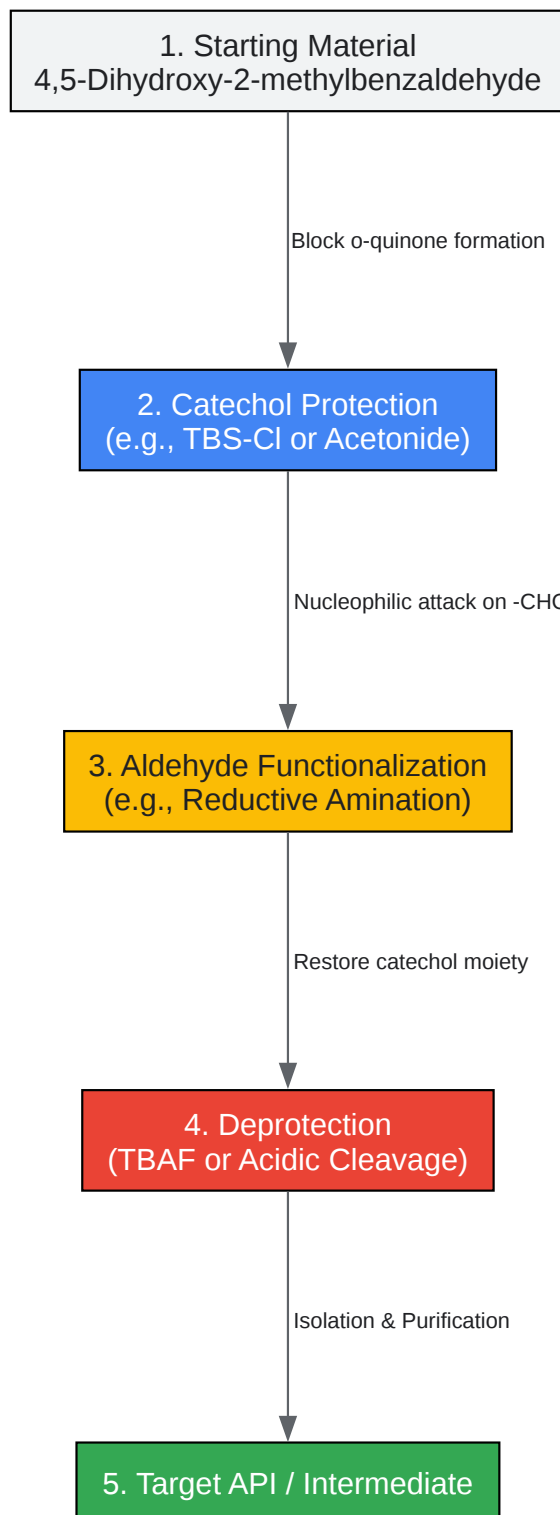 1. Starting Material
4,5-Dihydroxy-2-methylbenzaldehyde
Block o-quinone formation
2. Catechol Protection
(e.g., TBS-Cl or Acetonide)
Nucleophilic attack on -CHO
3. Aldehyde Functionalization
(e.g., Reductive Amination)
Restore catechol moiety
4. Deprotection
(TBAF or Acidic Cleavage)
Isolation & Purification
5. Target API / Intermediate